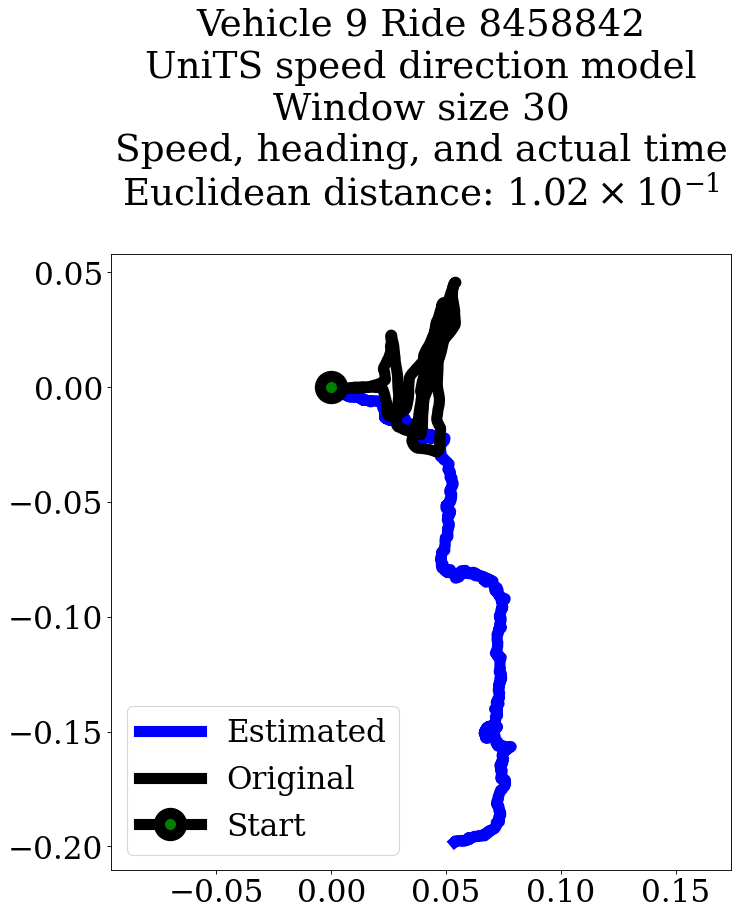 Vehicle 9 Ride 8458842
UniTS speed direction model
Window size 30
Speed, heading, and actual time
Euclidean distance: 1.02 × 10⁻¹
0.05
0.00
−0.05
−0.10
−0.15
−0.20
Estimated
Original
Start
−0.05 0.00 0.05 0.10 0.15